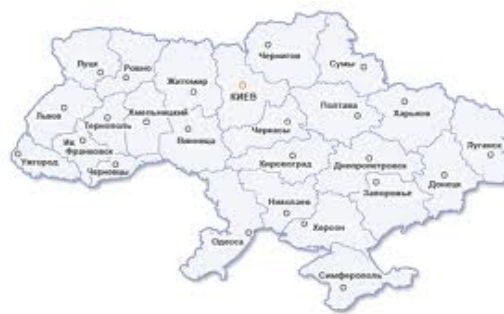 Чернигов
Луцк
Ровно
Сумы
Житомир
КИЕВ
Львов
Хмельницкий
Полтава
Харьков
Тернополь
Черкассы
Ив.
Франковск
Винница
Луганск
Ужгород
Черновцы
Кировоград
Днепропетровск
Запорожье
Донецк
Николаев
Херсон
Одесса
Симферополь